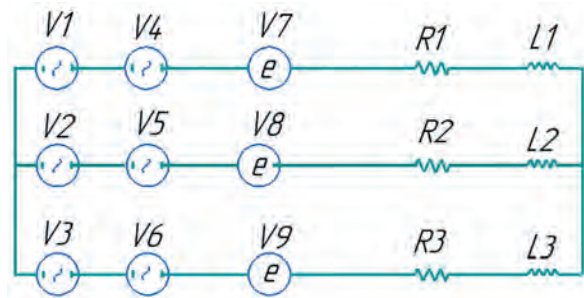 V1 V4 V7 R1 L1
e
V2 V5 V8 R2 L2
e
V3 V6 V9 R3 L3
e